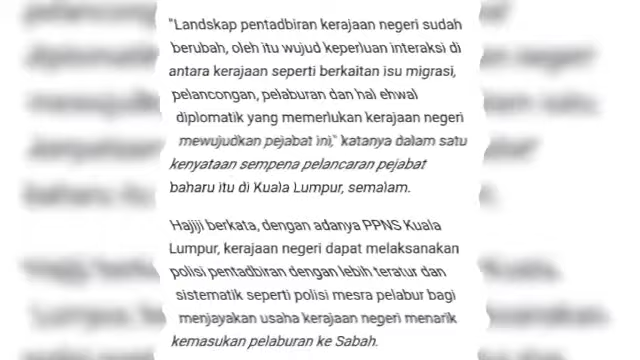 "Landskap pentadbiran kerajaan negeri sudah
berubah, oleh itu wujud keperluan interaksi di
antara kerajaan seperti berkaitan isu migrasi,
pelancongan, pelaburan dan hal ehwal
diplomatik yang memerlukan kerajaan negeri
mewujudkan pejabat ini," katanya dalam satu
kenyataan sempena pelancaran pejabat
baharu itu di Kuala Lumpur, semalam.
Hajiji berkata, dengan adanya PPNS Kuala
Lumpur, kerajaan negeri dapat melaksanakan
polisi pentadbiran dengan lebih teratur dan
sistematik seperti polisi mesra pelabur bagi
menjayakan usaha kerajaan negeri menarik
kemasukan pelaburan ke Sabah.